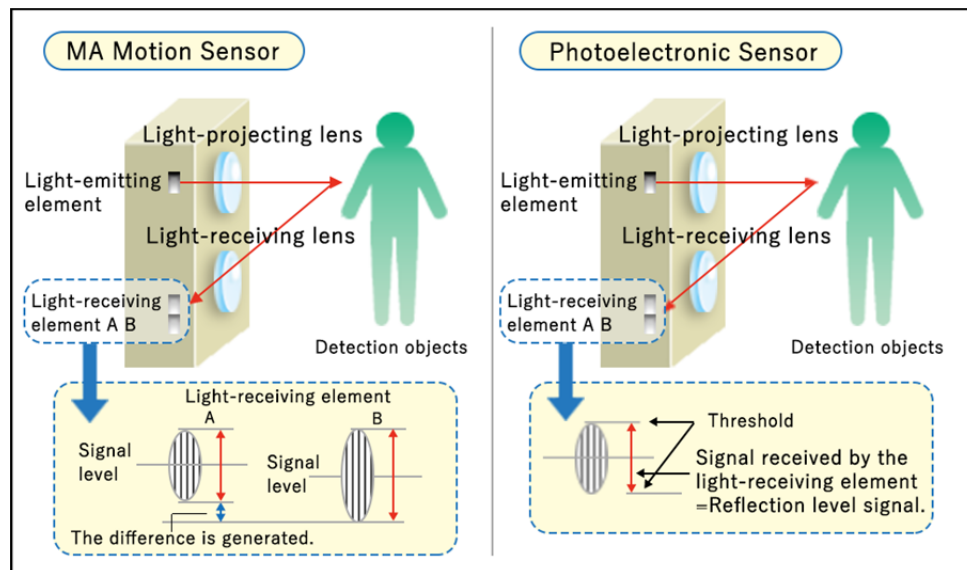 MA Motion Sensor
Light-projecting lens
Light-emitting
element
Light-receiving lens
Light-receiving
element A B
Detection objects
Light-receiving element
A
B
Signal
level
Signal
level
The difference is generated.
Photoelectronic Sensor
Light-projecting lens
Light-emitting
element
Light-receiving lens
Light-receiving
element A B
Detection objects
Threshold
Signal received by the
light-receiving element
=Reflection level signal.